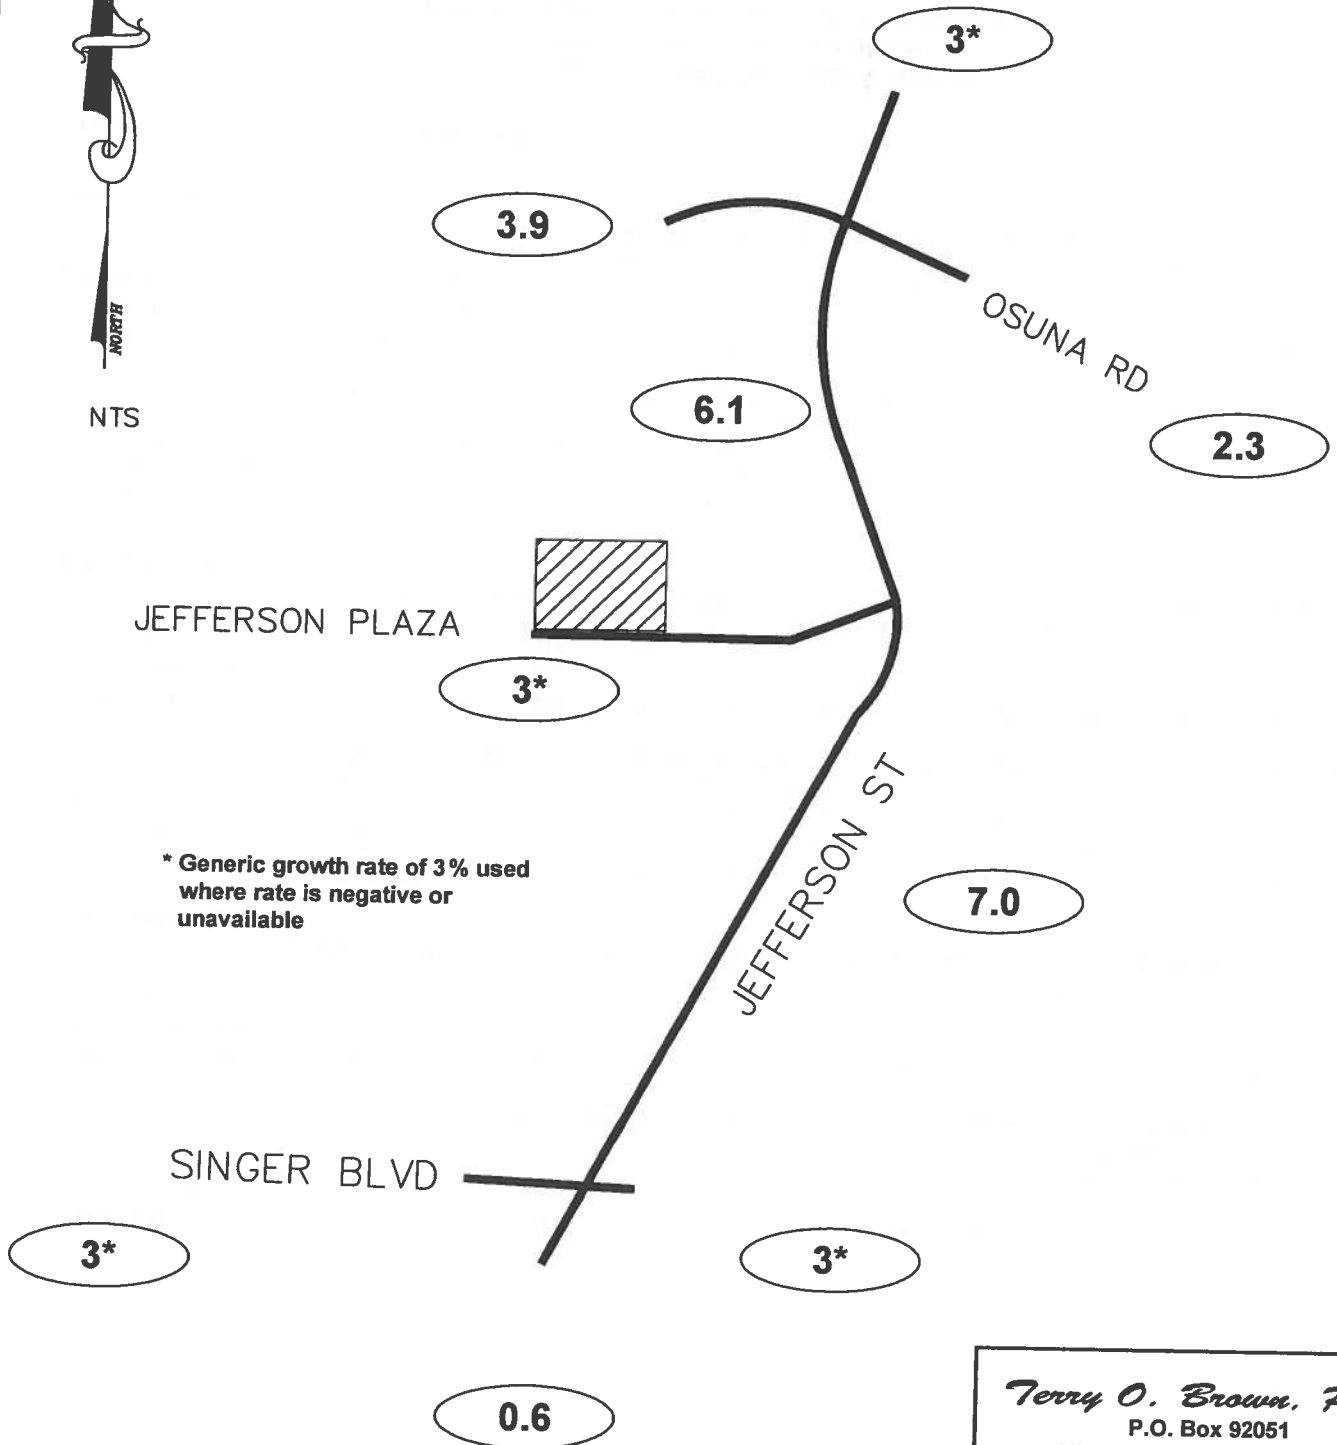 3*
3.9
NORTH
OSUNA RD
NTS
6.1
2.3
JEFFERSON PLAZA
3*
JEFFERSON ST
* Generic growth rate of 3% used
where rate is negative or
unavailable
7.0
SINGER BLVD
3*
3*
0.6
Terry O. Brown,
P.O. Box 92051